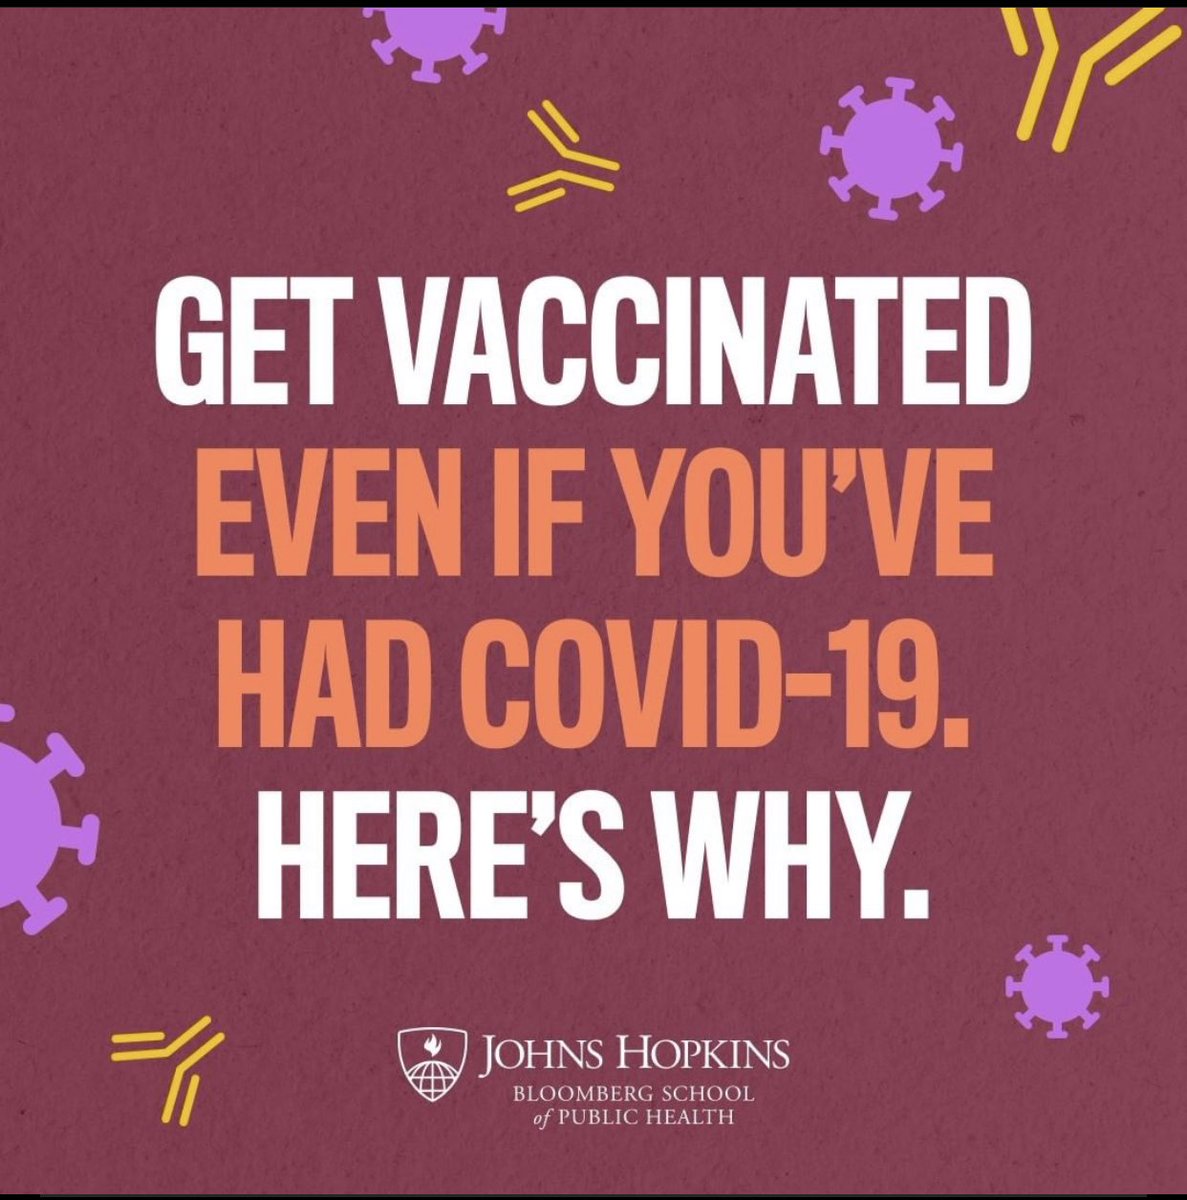 GET VACCINATED
EVEN IF YOU'VE
HAD COVID-19.
HERE'S WHY.
JOHNS HOPKINS
BLOOMBERG SCHOOL
of PUBLIC HEALTH